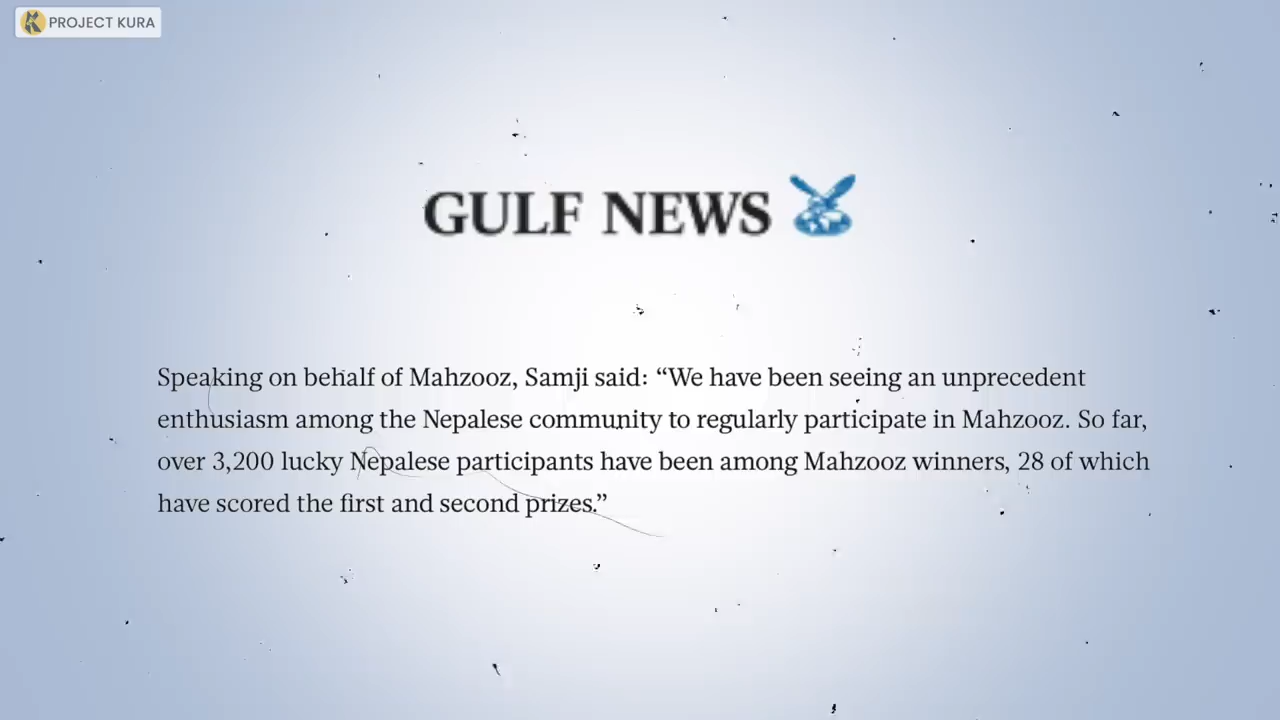 PROJECT KURA
GULF NEWS
Speaking on behalf of Mahzooz, Samji said: “We have been seeing an unprecedent
enthusiasm among the Nepalese community to regularly participate in Mahzooz. So far,
over 3,200 lucky Nepalese participants have been among Mahzooz winners, 28 of which
have scored the first and second prizes.”